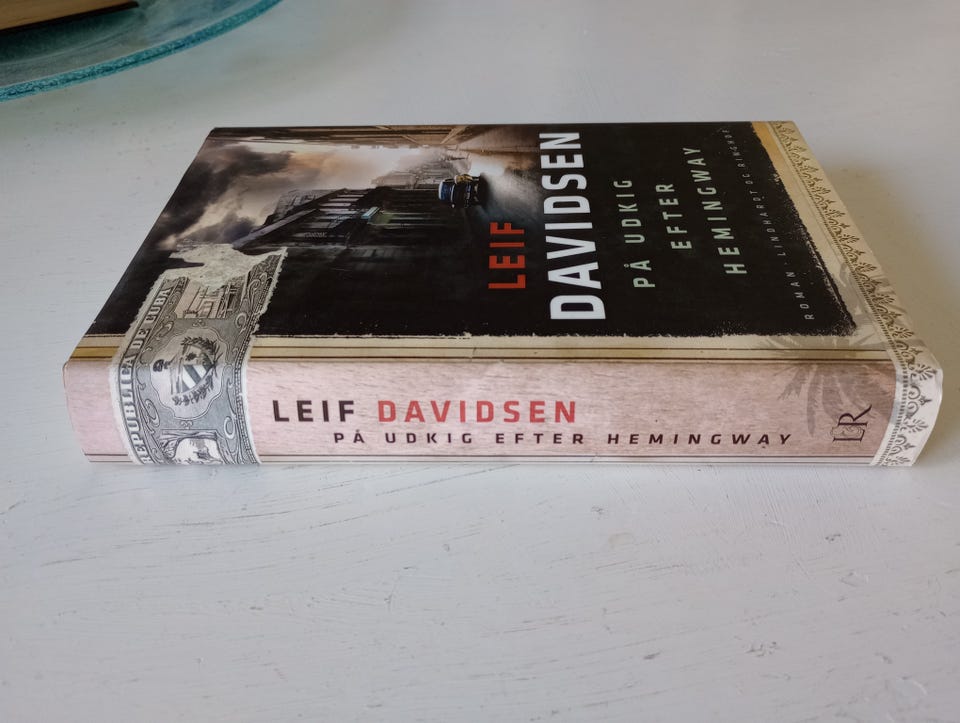 LEIF
DAVIDSEN
PÅ UDKIG
EFTER
HEMINGWAY
ROMAN LINDHARDT OG RINGHOF
REPUBLICA DE CUBA
LEIF DAVIDSEN
PÅ UDKIG EFTER HEMINGWAY
L&R